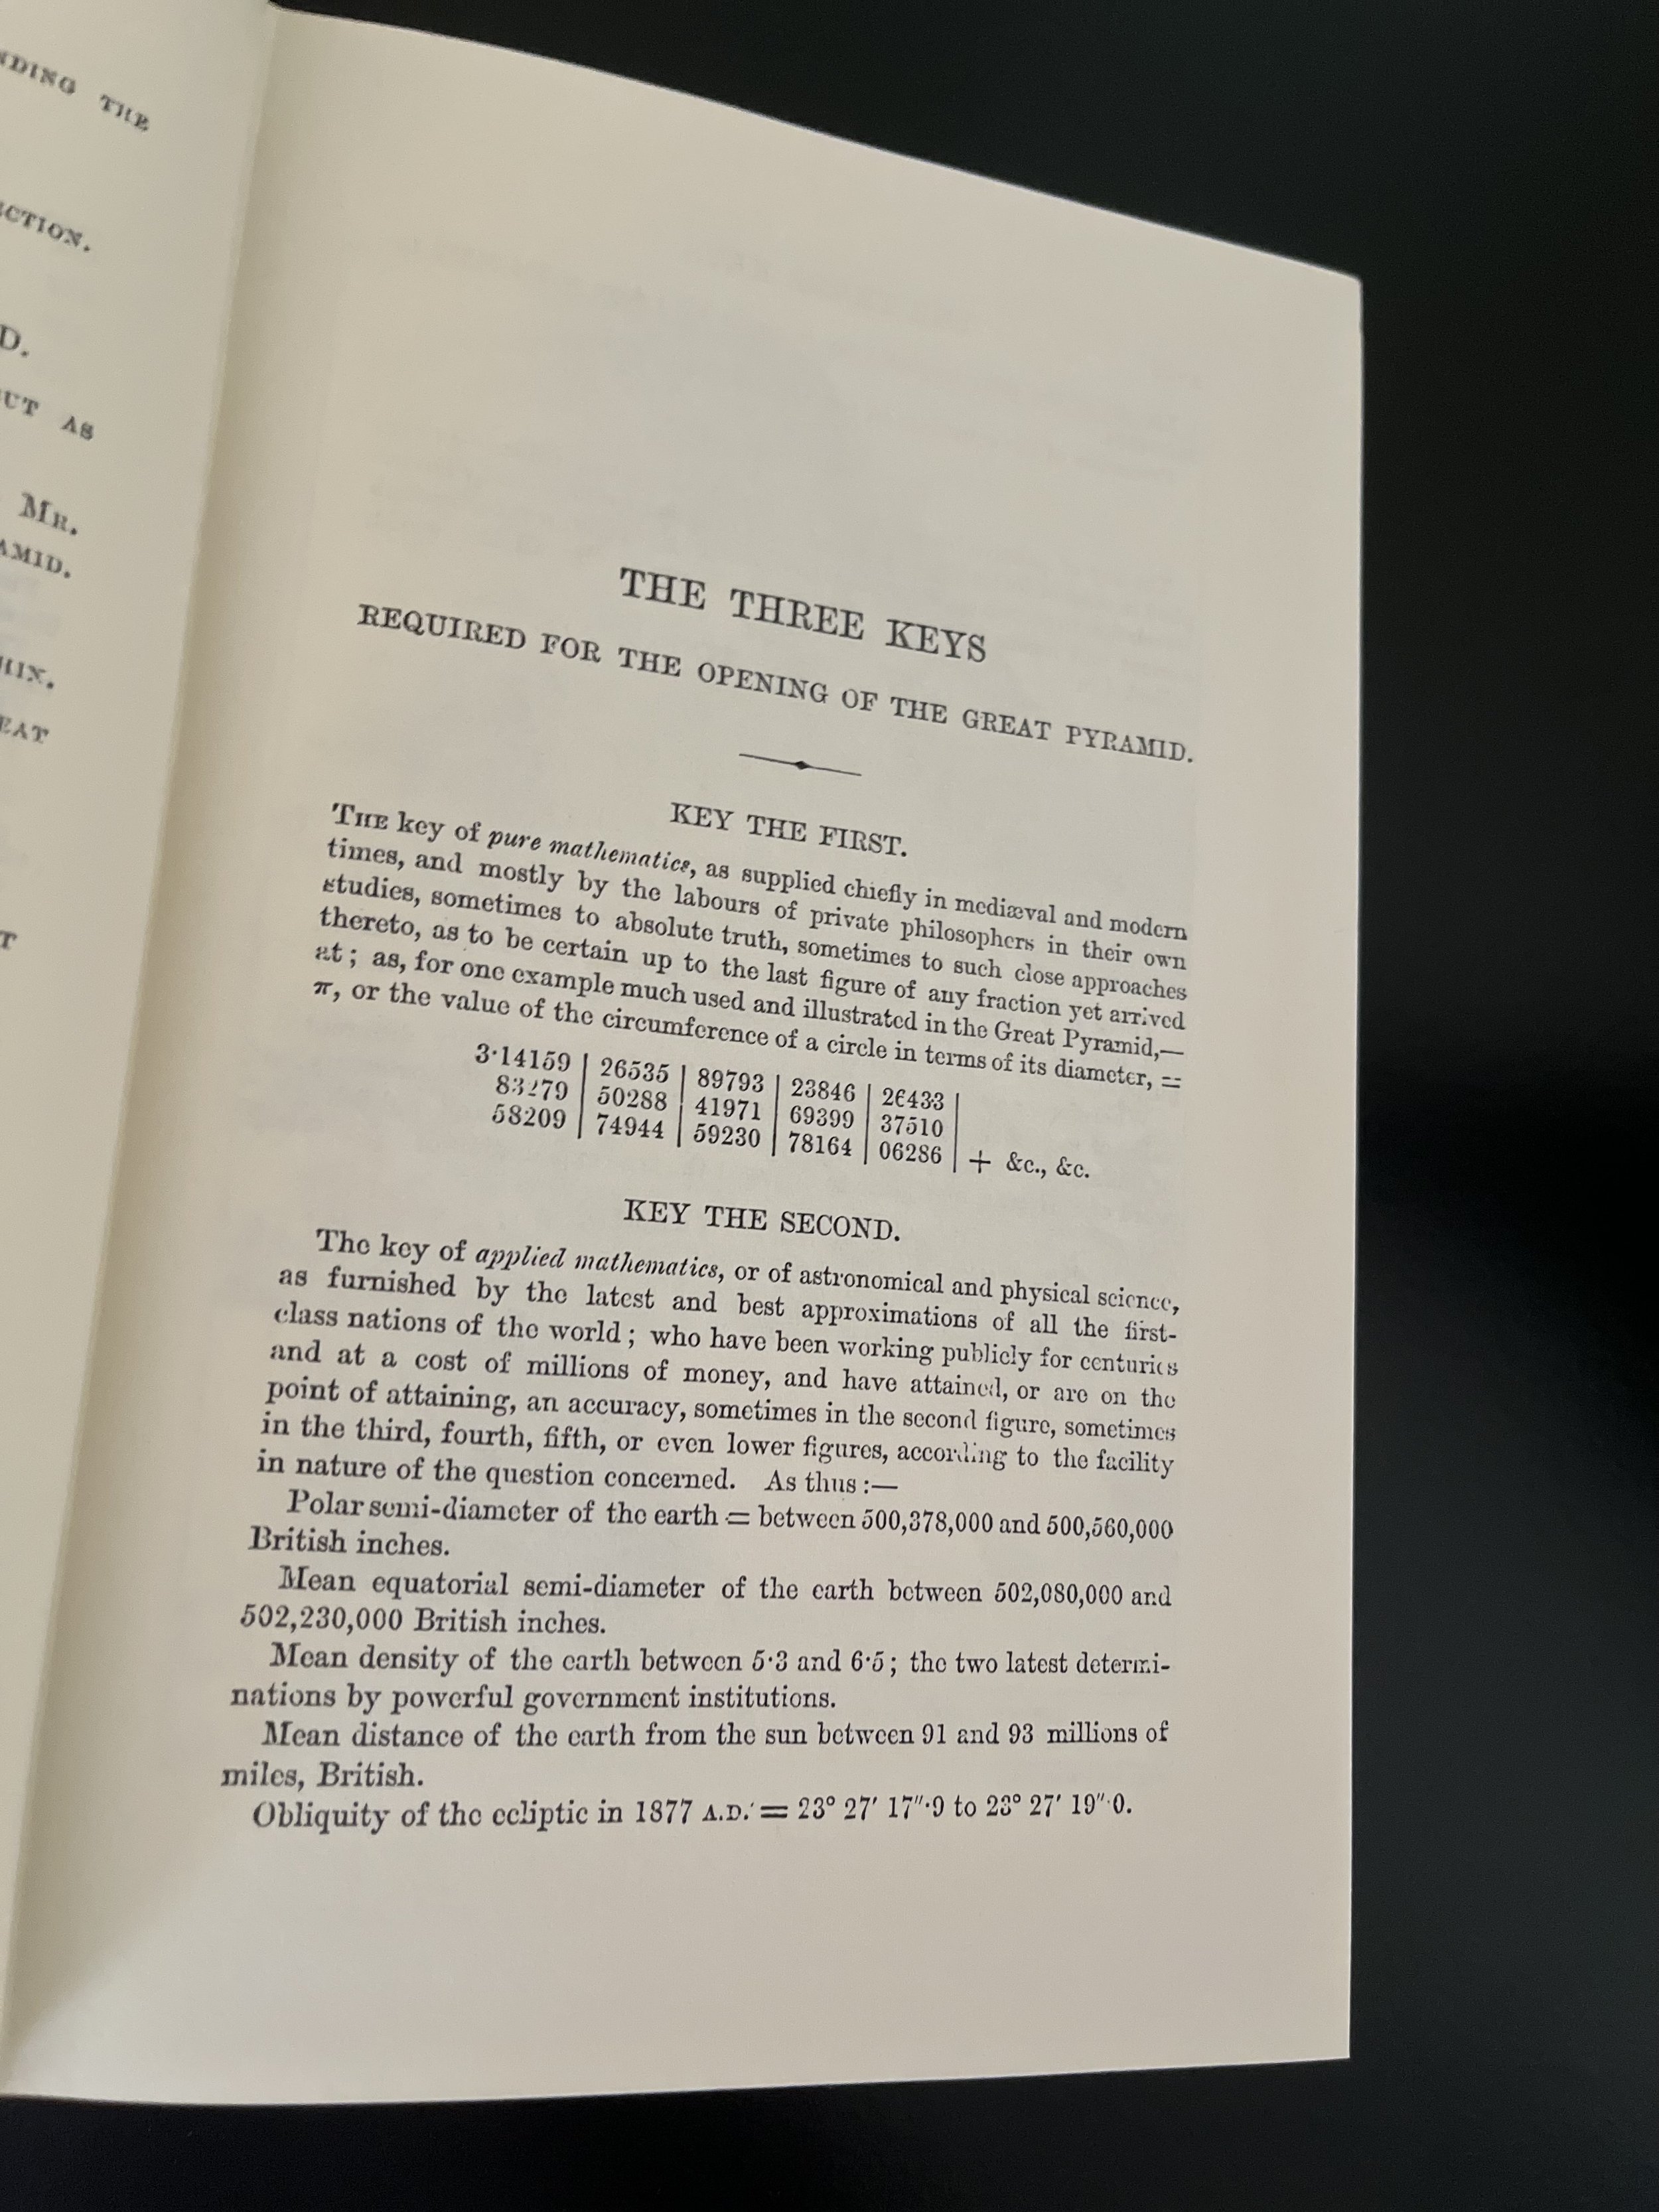 NDING THE
CTION.
D.
UT AS
MR.
AMID.
HIN.
EAT
T
THE THREE KEYS
REQUIRED FOR THE OPENING OF THE GREAT PYRAMID.
KEY THE FIRST.
THE key of pure mathematics, as supplied chiefly in mediæval and modern
times, and mostly by the labours of private philosophers in their own
studies, sometimes to absolute truth, sometimes to such close approaches
thereto, as to be certain up to the last figure of any fraction yet arrived
at; as, for one example much used and illustrated in the Great Pyramid,—
π, or the value of the circumference of a circle in terms of its diameter, =
3·14159 | 26535 | 89793 | 23846 | 26433 |
83279 | 50288 | 41971 | 69399 | 37510
58209 | 74944 | 59230 | 78164 | 06286 | + &c., &c.
KEY THE SECOND.
The key of applied mathematics, or of astronomical and physical science,
as furnished by the latest and best approximations of all the first-
class nations of the world; who have been working publicly for centuries
and at a cost of millions of money, and have attained, or are on the
point of attaining, an accuracy, sometimes in the second figure, sometimes
in the third, fourth, fifth, or even lower figures, according to the facility
in nature of the question concerned. As thus:—
Polar semi-diameter of the earth = between 500,378,000 and 500,560,000
British inches.
Mean equatorial semi-diameter of the earth between 502,080,000 and
502,230,000 British inches.
Mean density of the earth between 5·3 and 6·5; the two latest determi-
nations by powerful government institutions.
Mean distance of the earth from the sun between 91 and 93 millions of
miles, British.
Obliquity of the ecliptic in 1877 A.D. = 23° 27′ 17″·9 to 23° 27′ 19″·0.